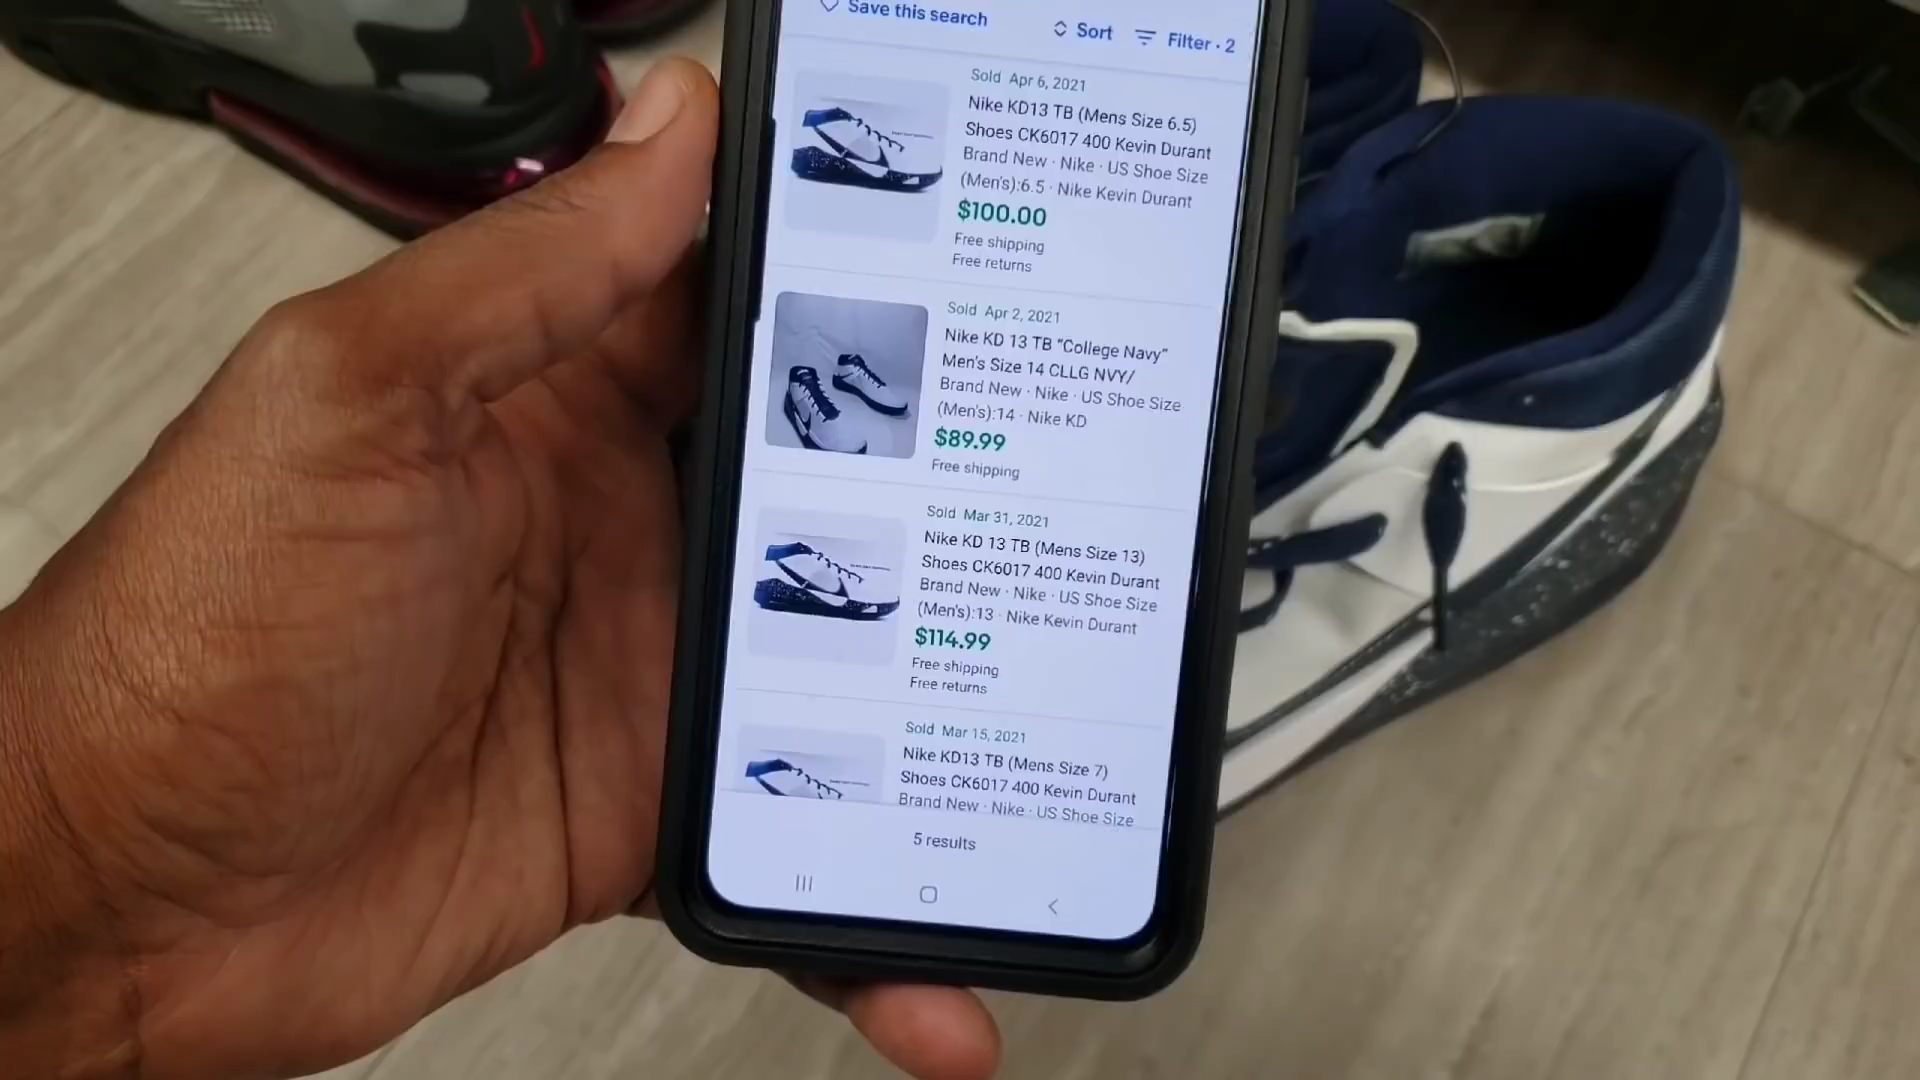 Save this search
Sort
Filter · 2
Sold Apr 6, 2021
Nike KD13 TB (Mens Size 6.5)
Shoes CK6017 400 Kevin Durant
Brand New · Nike · US Shoe Size
(Men's):6.5 · Nike Kevin Durant
$100.00
Free shipping
Free returns
Sold Apr 2, 2021
Nike KD 13 TB "College Navy"
Men's Size 14 CLLG NVY/
Brand New · Nike · US Shoe Size
(Men's):14 · Nike KD
$89.99
Free shipping
Sold Mar 31, 2021
Nike KD 13 TB (Mens Size 13)
Shoes CK6017 400 Kevin Durant
Brand New · Nike · US Shoe Size
(Men's):13 · Nike Kevin Durant
$114.99
Free shipping
Free returns
Sold Mar 15, 2021
Nike KD13 TB (Mens Size 7)
Shoes CK6017 400 Kevin Durant
Brand New · Nike · US Shoe Size
5 results